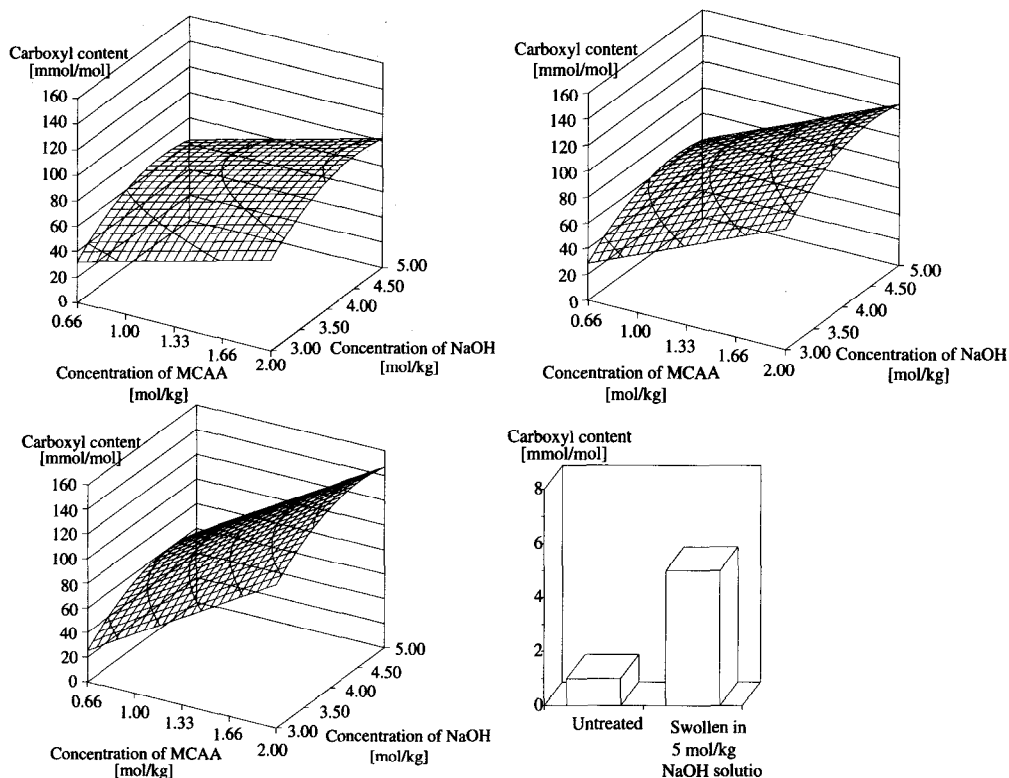 Carboxyl content
[mmol/mol]
160
140
120
100
80
60
40
20
0
0.66
1.00
1.33
1.66
2.00
3.00
3.50
4.00
4.50
5.00
Concentration of MCAA
[mol/kg]
Concentration of NaOH
[mol/kg]
Carboxyl content
[mmol/mol]
160
140
120
100
80
60
40
20
0
0.66
1.00
1.33
1.66
2.00
3.00
3.50
4.00
4.50
5.00
Concentration of MCAA
[mol/kg]
Concentration of NaOH
[mol/kg]
Carboxyl content
[mmol/mol]
160
140
120
100
80
60
40
20
0
0.66
1.00
1.33
1.66
2.00
3.00
3.50
4.00
4.50
5.00
Concentration of MCAA
[mol/kg]
Concentration of NaOH
[mol/kg]
Carboxyl content
[mmol/mol]
8
6
4
2
0
Untreated
Swollen in
5 mol/kg
NaOH solutio